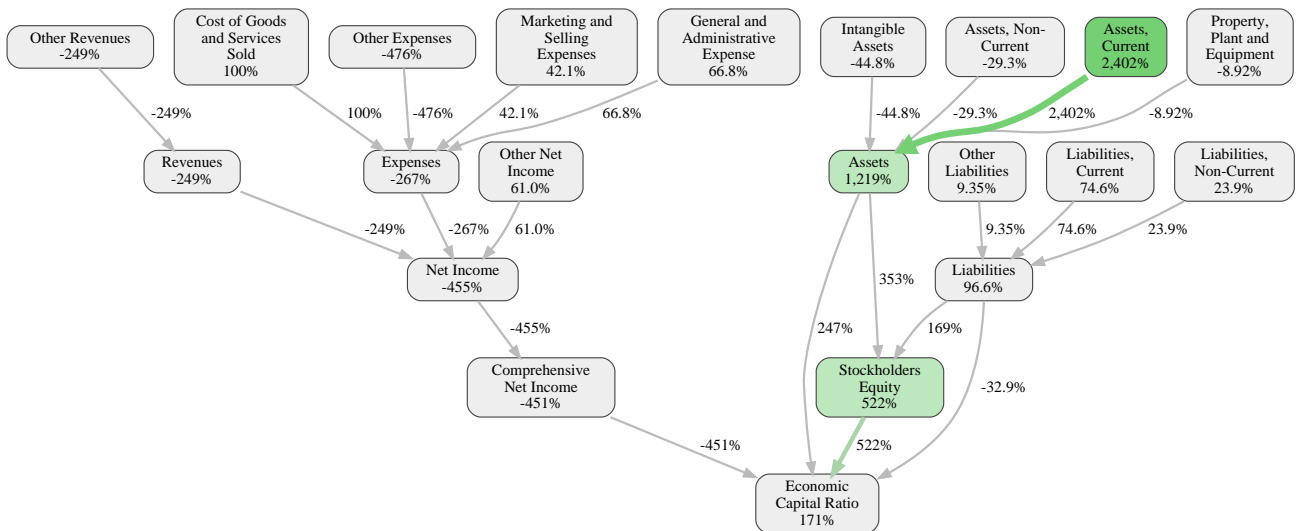 Other Revenues
-249%
Cost of Goods
and Services
Sold
100%
Other Expenses
-476%
Marketing and
Selling
Expenses
42.1%
General and
Administrative
Expense
66.8%
Intangible
Assets
-44.8%
Assets, Non-
Current
-29.3%
Assets,
Current
2,402%
Property,
Plant and
Equipment
-8.92%
-249%
100%
-476%
42.1%
66.8%
-44.8%
-29.3%
2,402%
-8.92%
Revenues
-249%
Expenses
-267%
Other Net
Income
61.0%
Assets
1,219%
Other
Liabilities
9.35%
Liabilities,
Current
74.6%
Liabilities,
Non-Current
23.9%
-249%
-267%
61.0%
9.35%
74.6%
23.9%
Net Income
-455%
353%
Liabilities
96.6%
-455%
247%
169%
Comprehensive
Net Income
-451%
Stockholders
Equity
522%
-32.9%
-451%
522%
Economic
Capital Ratio
171%